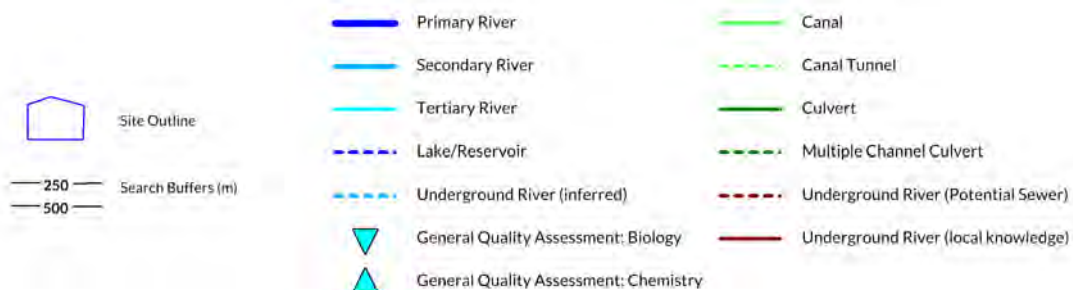 Site Outline
250
Search Buffers (m)
500
Primary River
Secondary River
Tertiary River
Lake/Reservoir
Underground River (inferred)
General Quality Assessment: Biology
General Quality Assessment: Chemistry
Canal
Canal Tunnel
Culvert
Multiple Channel Culvert
Underground River (Potential Sewer)
Underground River (local knowledge)